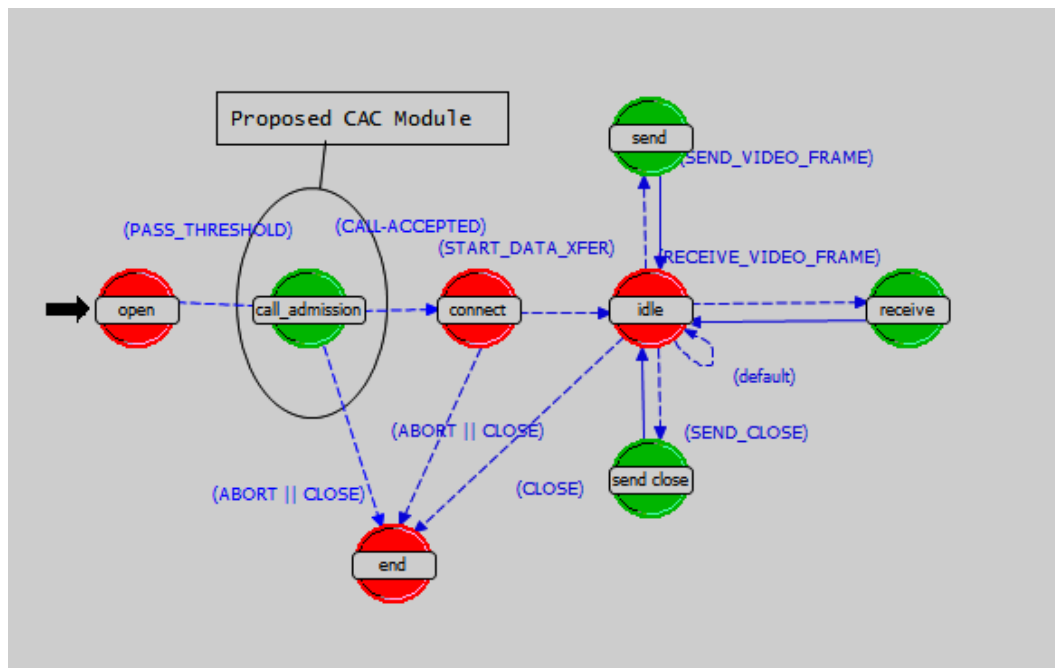 Proposed CAC Module
send
(SEND_VIDEO_FRAME)
(PASS_THRESHOLD)
(CALL-ACCEPTED)
(START_DATA_XFER)
(RECEIVE_VIDEO_FRAME)
open
call_admission
connect
idle
receive
(default)
(ABORT || CLOSE)
(SEND_CLOSE)
send close
(ABORT || CLOSE)
(CLOSE)
end